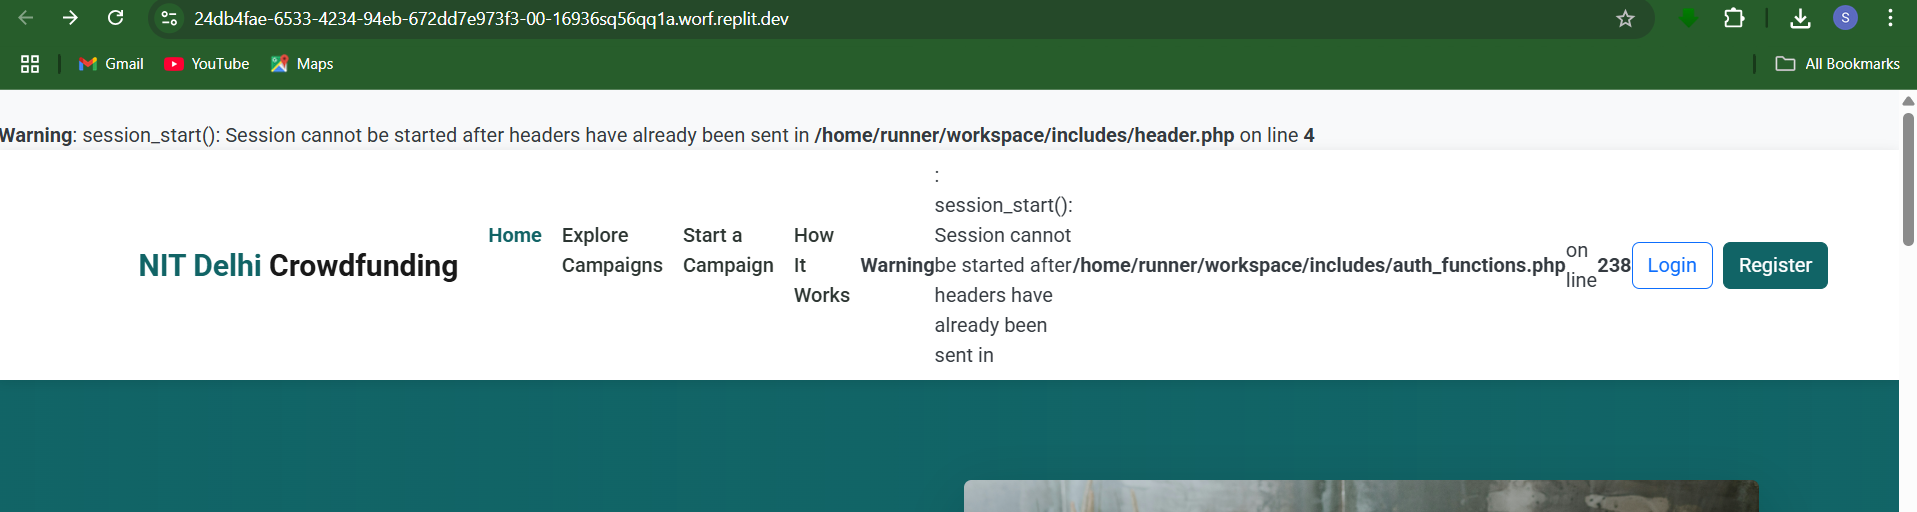 24db4fae-6533-4234-94eb-672dd7e973f3-00-16936sq56qq1a.worf.replit.dev
S
Gmail
YouTube
Maps
All Bookmarks
Warning: session_start(): Session cannot be started after headers have already been sent in /home/runner/workspace/includes/header.php on line 4
NIT Delhi Crowdfunding
Home
Explore
Campaigns
Start a
Campaign
How
It
Works
Warning
:
session_start():
Session cannot
be started after
headers have
already been
sent in
/home/runner/workspace/includes/auth_functions.php
on
line
238
Login
Register